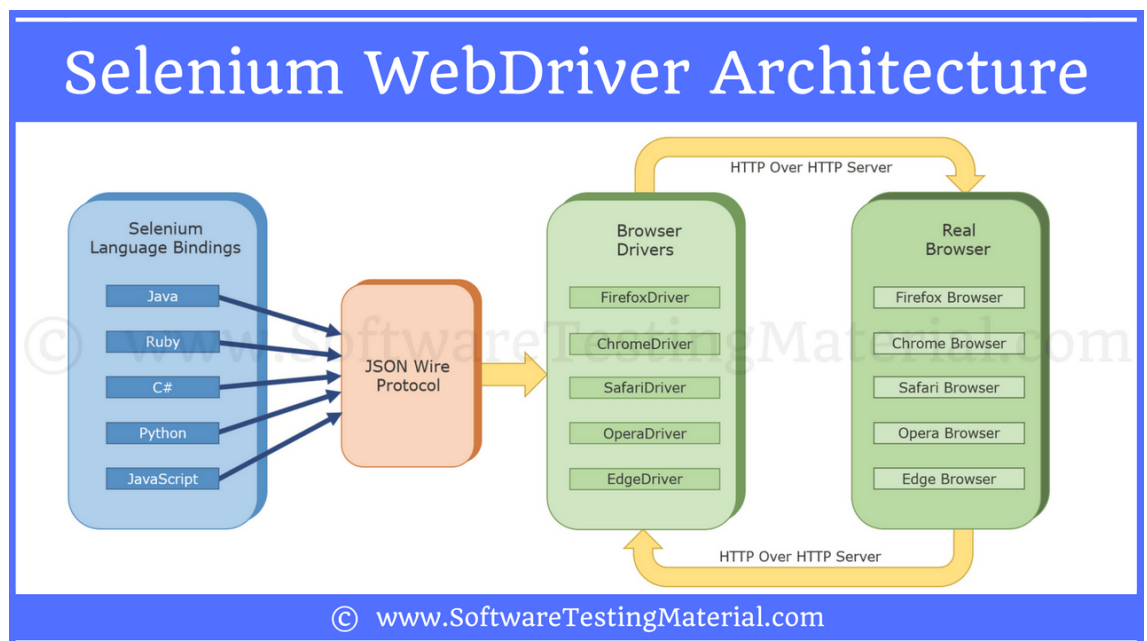 Selenium WebDriver Architecture
HTTP Over HTTP Server
Selenium
Language Bindings
Java
Ruby
C#
Python
JavaScript
JSON Wire
Protocol
Browser
Drivers
FirefoxDriver
ChromeDriver
SafariDriver
OperaDriver
EdgeDriver
Real
Browser
Firefox Browser
Chrome Browser
Safari Browser
Opera Browser
Edge Browser
© www.SoftwareTestingMaterial.com
HTTP Over HTTP Server
© www.SoftwareTestingMaterial.com